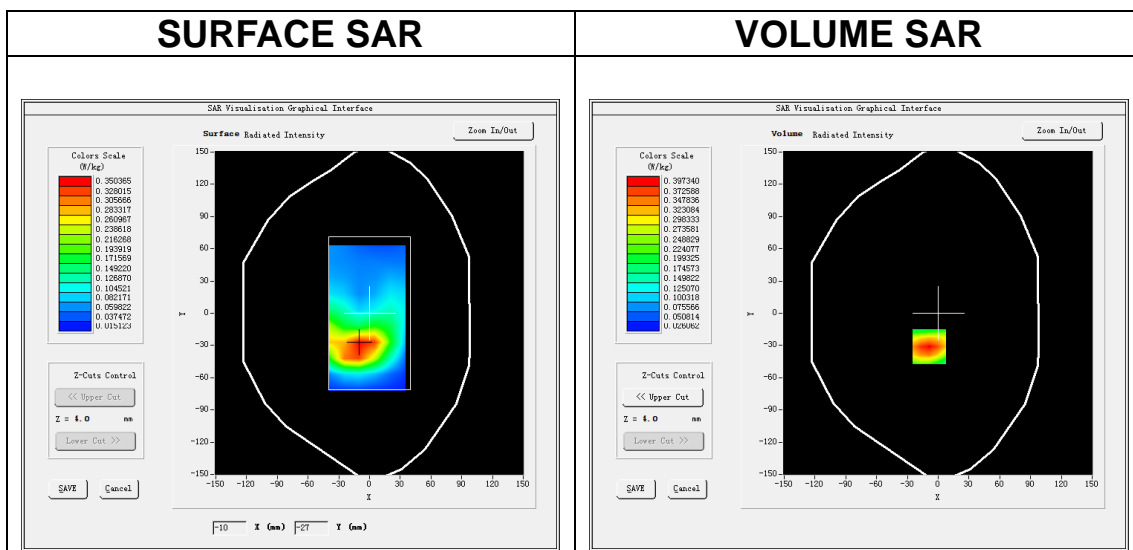 SURFACE SAR
VOLUME SAR
SAR Visualisation Graphical Interface
Surface Radiated Intensity
Zoom In/Out
Colors Scale
(W/kg)
0.350365
0.328015
0.305666
0.283317
0.260967
0.238618
0.216268
0.193919
0.171569
0.149220
0.126870
0.104521
0.082171
0.059822
0.037472
0.015123
Z-Cuts Control
<< Upper Cut
Z = 4.0 mm
Lower Cut >>
SAVE
Cancel
150
120
90
60
30
0
-30
-60
-90
-120
-150
Y
-150 -120 -90 -60 -30 0 30 60 90 120 150
X
-10 X (mm) -27 Y (mm)
SAR Visualisation Graphical Interface
Volume Radiated Intensity
Zoom In/Out
Colors Scale
(W/kg)
0.397340
0.372588
0.347836
0.323084
0.298333
0.273581
0.248829
0.224077
0.199325
0.174573
0.149822
0.125070
0.100318
0.075566
0.050814
0.026062
Z-Cuts Control
<< Upper Cut
Z = 4.0 mm
Lower Cut >>
SAVE
Cancel
150
120
90
60
30
0
-30
-60
-90
-120
-150
Y
-150 -120 -90 -60 -30 0 30 60 90 120 150
X